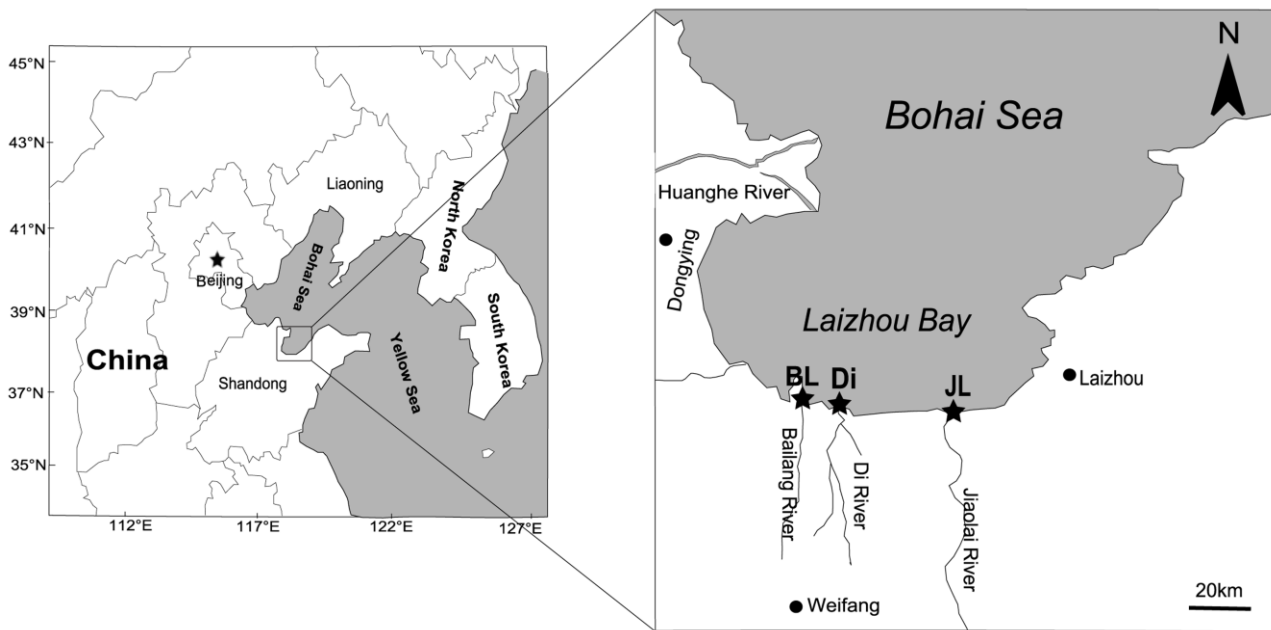 45°N
43°N
41°N
39°N
37°N
35°N
112°E
117°E
122°E
127°E
Liaoning
North Korea
Beijing
Bohai Sea
South Korea
China
Yellow Sea
Shandong
N
Bohai Sea
Huanghe River
Dongying
Laizhou Bay
BL
Di
JL
Laizhou
Bailang River
Di River
Jiaolai River
Weifang
20km